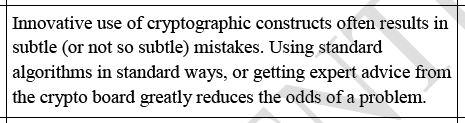 Innovative use of cryptographic constructs often results in
subtle (or not so subtle) mistakes. Using standard
algorithms in standard ways, or getting expert advice from
the crypto board greatly reduces the odds of a problem.